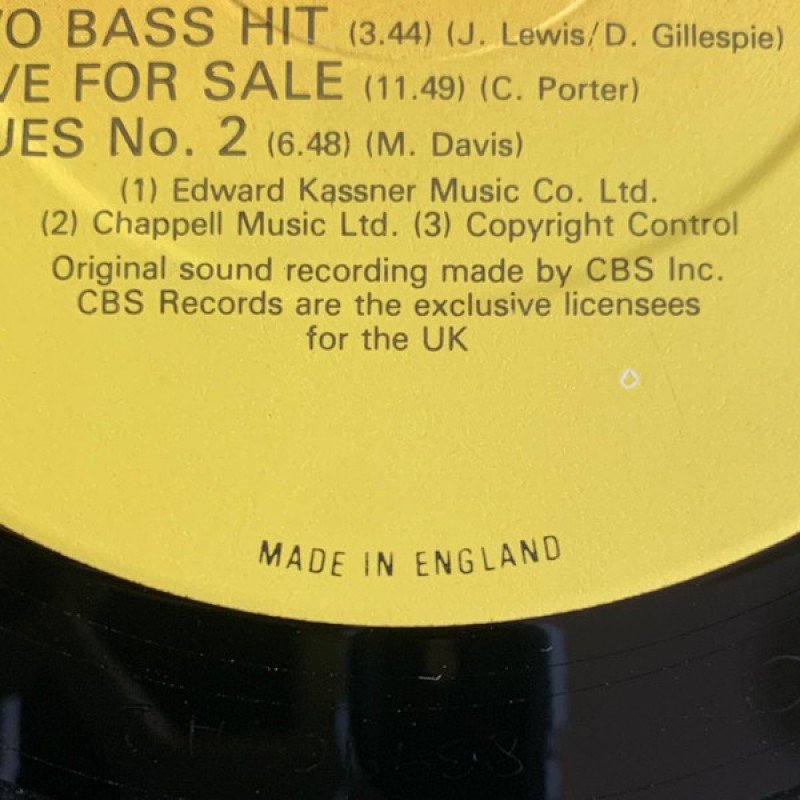 O BASS HIT (3.44) (J. Lewis/D. Gillespie)
VE FOR SALE (11.49) (C. Porter)
UES No. 2 (6.48) (M. Davis)
(1) Edward Kassner Music Co. Ltd.
(2) Chappell Music Ltd. (3) Copyright Control
Original sound recording made by CBS Inc.
CBS Records are the exclusive licensees
for the UK
MADE IN ENGLAND